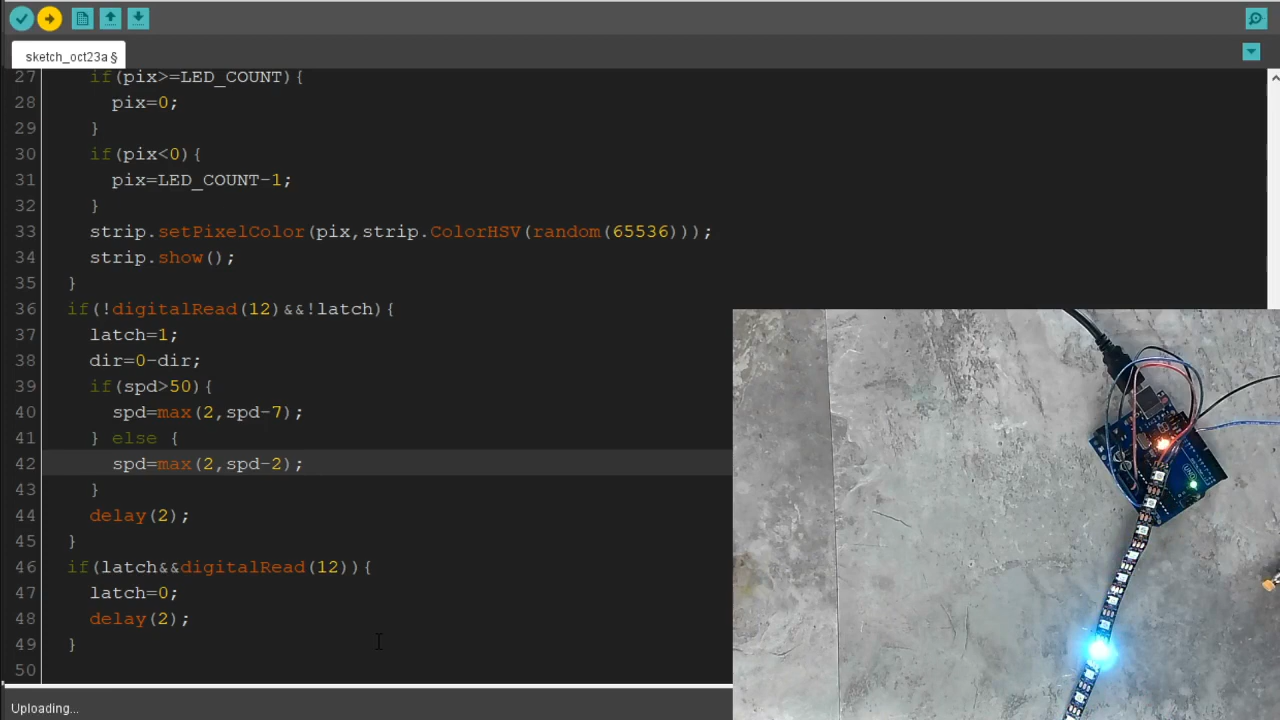 sketch_oct23a §
27 if(pix>=LED_COUNT){
28 pix=0;
29 }
30 if(pix<0){
31 pix=LED_COUNT-1;
32 }
33 strip.setPixelColor(pix,strip.ColorHSV(random(65536)));
34 strip.show();
35 }
36 if(!digitalRead(12)&&!latch){
37 latch=1;
38 dir=0-dir;
39 if(spd>50){
40 spd=max(2,spd-7);
41 } else {
42 spd=max(2,spd-2);
43 }
44 delay(2);
45 }
46 if(latch&&digitalRead(12)){
47 latch=0;
48 delay(2);
49 }
50
Uploading...